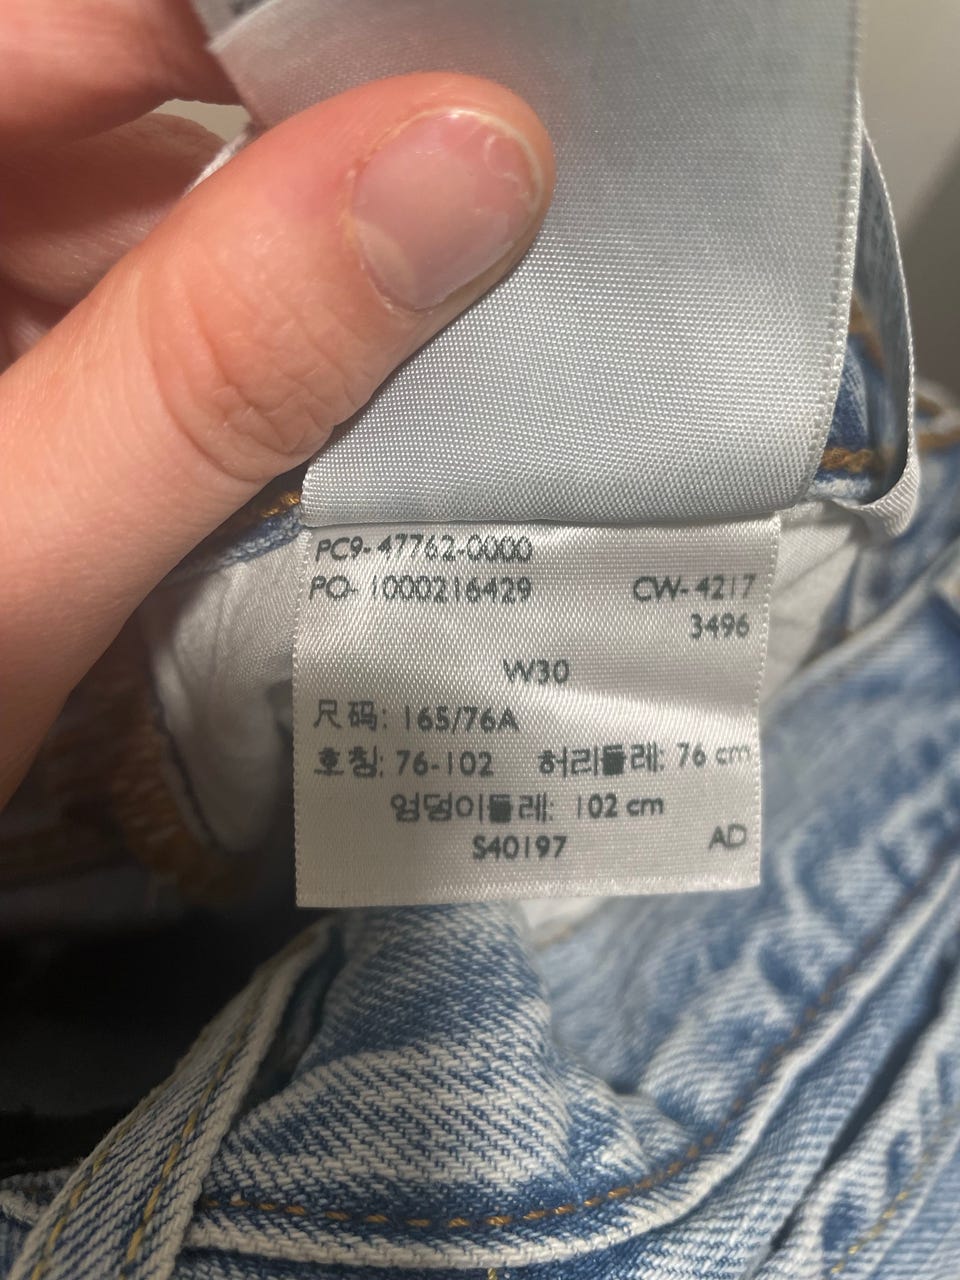 PC9-47762-0000
PO-1000216429 CW-4217
3496
W30
尺码: 165/76A
호칭: 76-102 허리둘레: 76 cm
엉덩이둘레: 102 cm
S40197 AD